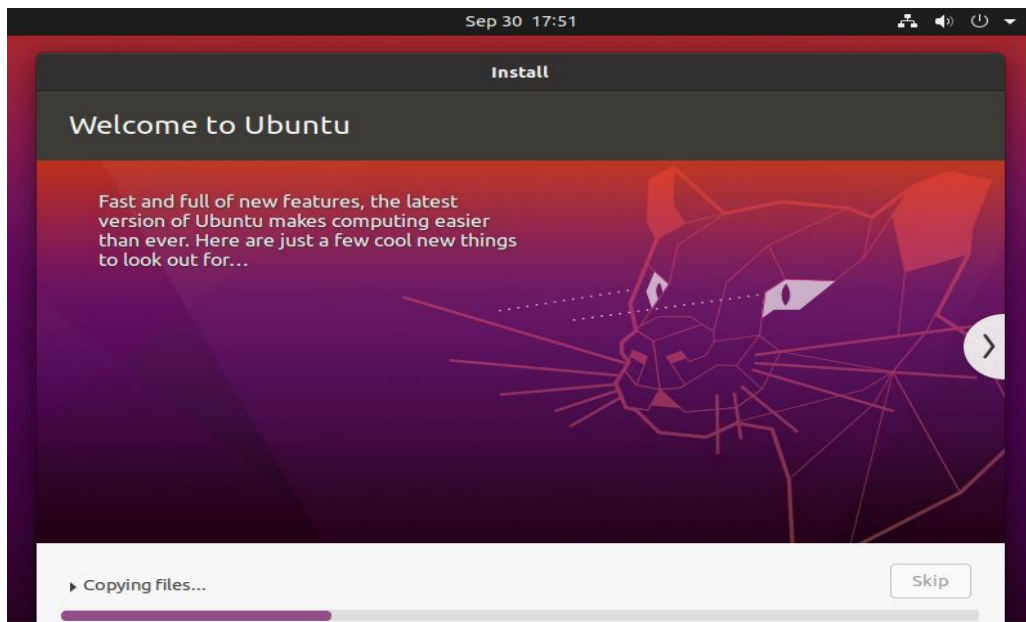 Sep 30 17:51
Install
Welcome to Ubuntu
Fast and full of new features, the latest
version of Ubuntu makes computing easier
than ever. Here are just a few cool new things
to look out for...
Copying files...
Skip